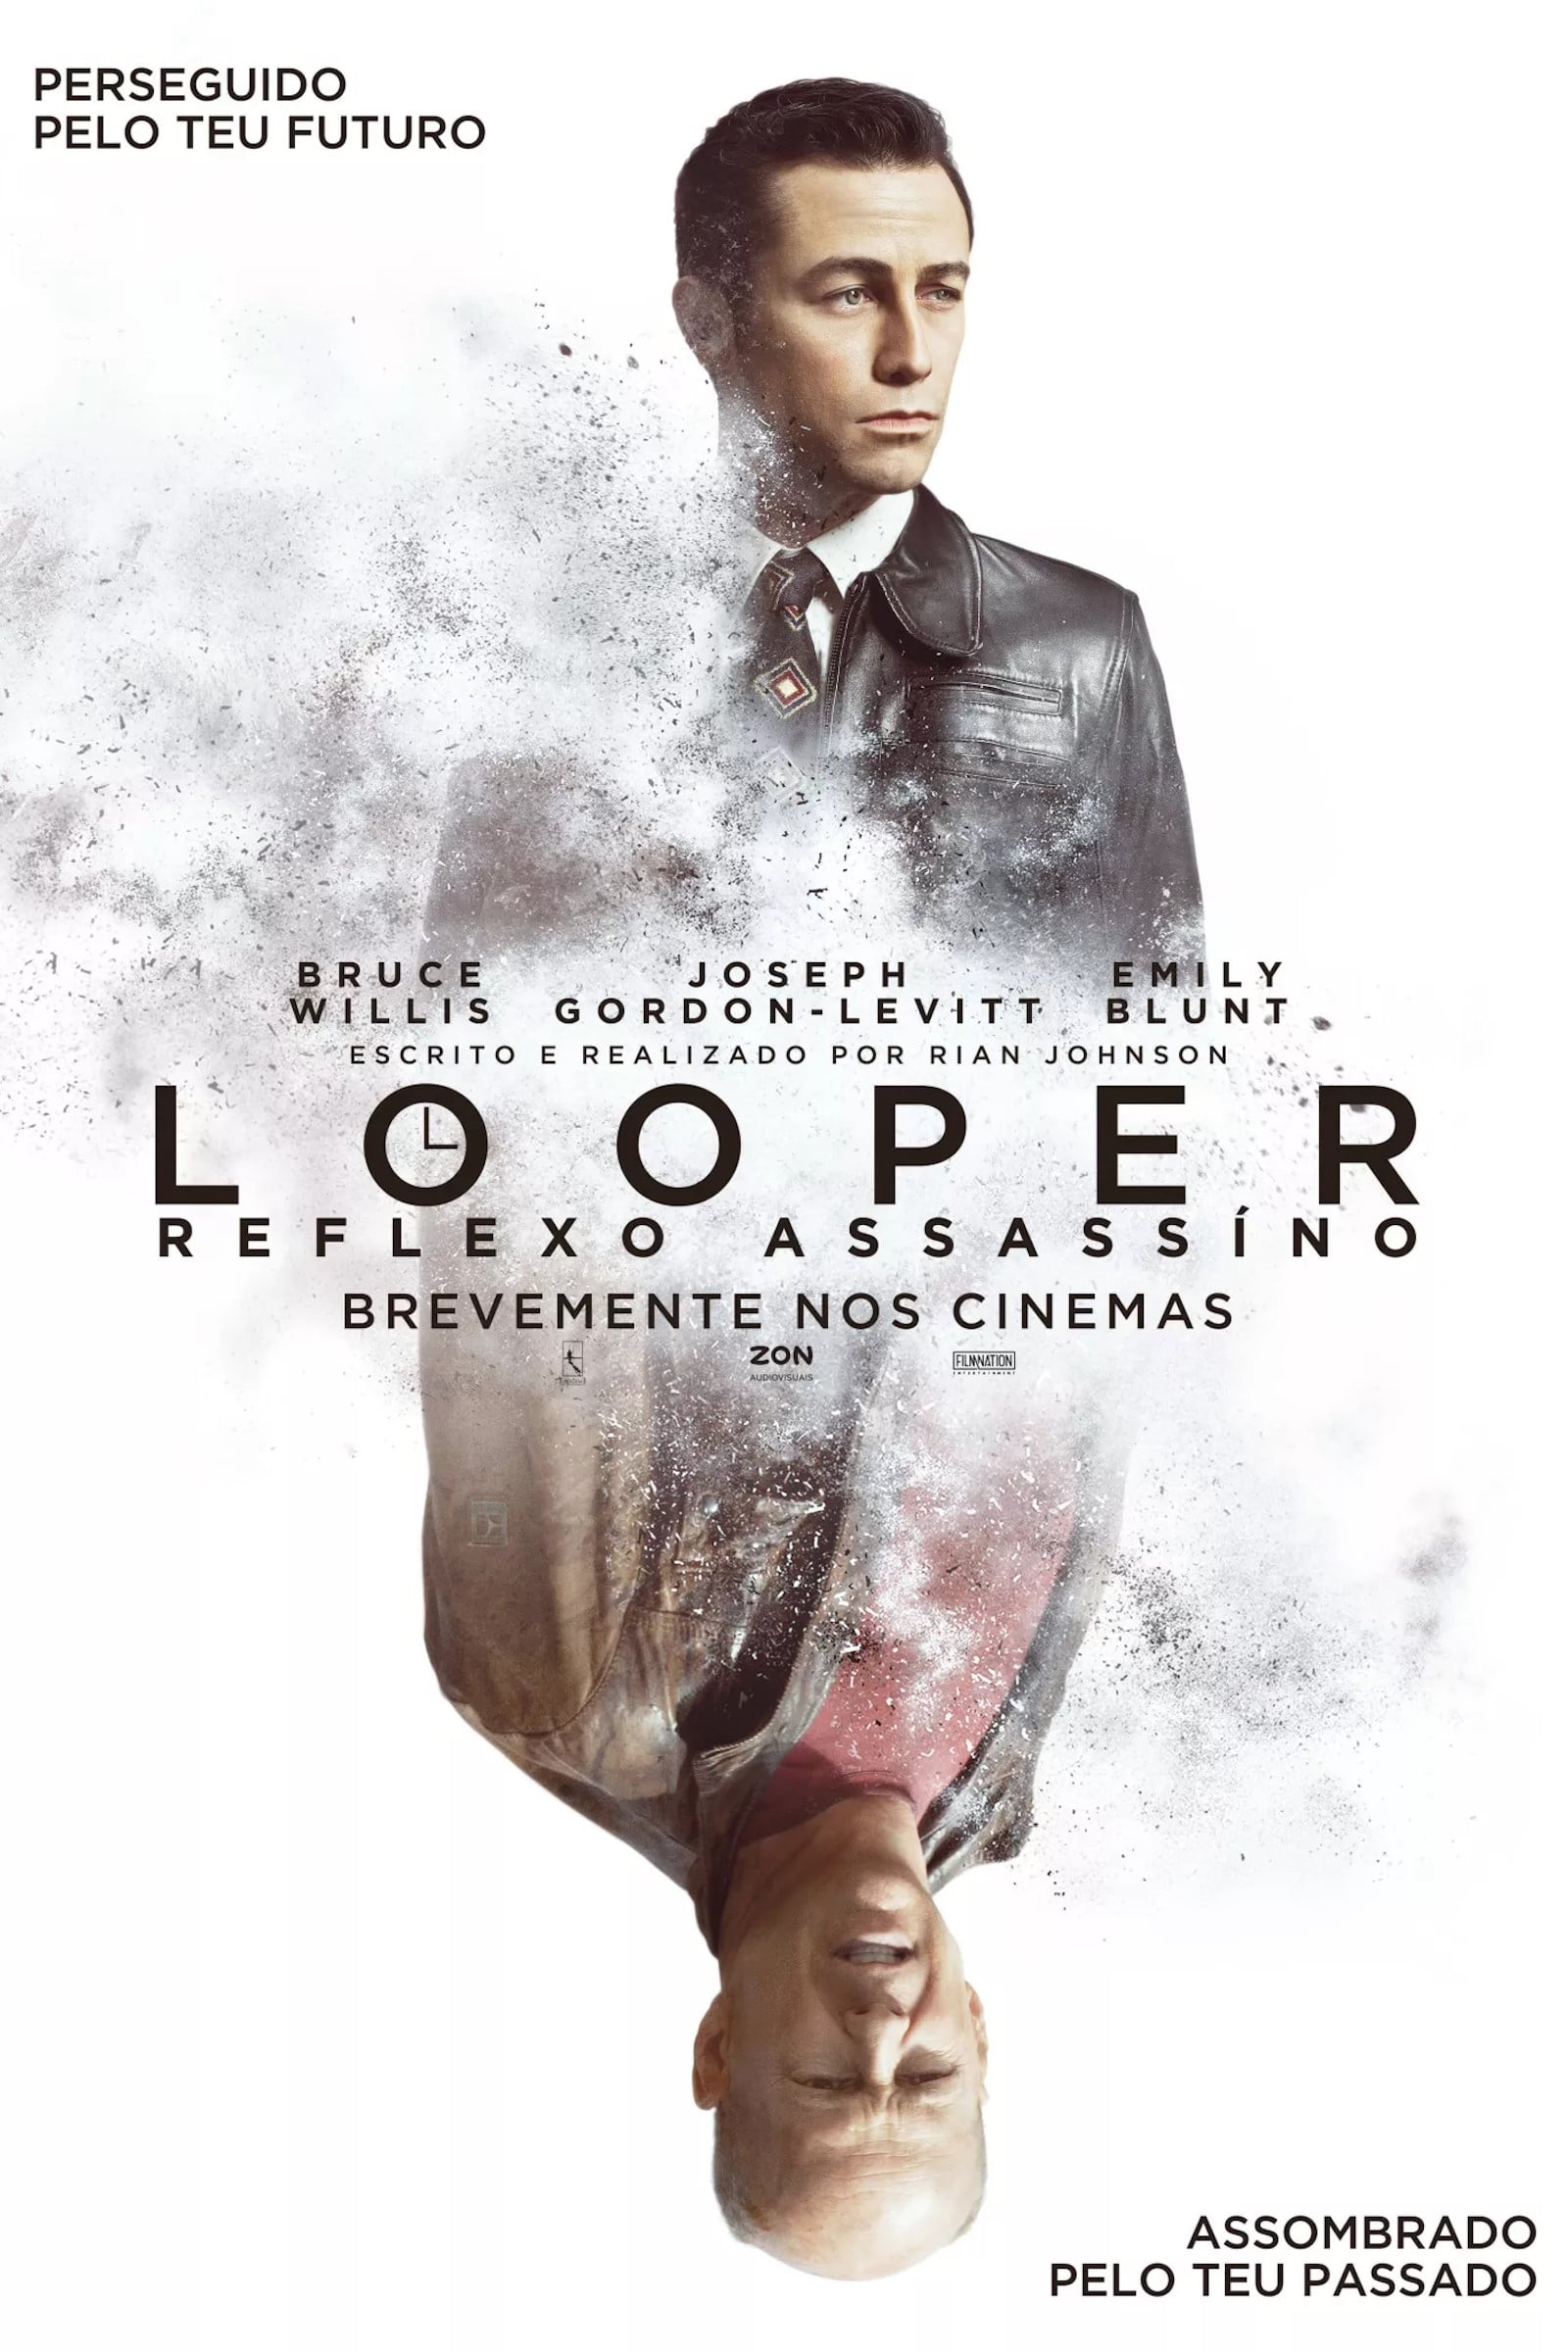 PERSEGUIDO
PELO TEU FUTURO
BRUCE WILLIS
JOSEPH GORDON-LEVITT
EMILY BLUNT
ESCRITO E REALIZADO POR RIAN JOHNSON
LOOPER
REFLEXO ASSASSÍNO
BREVEMENTE NOS CINEMAS
ZON
AUDIOVISUAIS
FILMNATION
ENTERTAINMENT
ASSOMBRADO
PELO TEU PASSADO